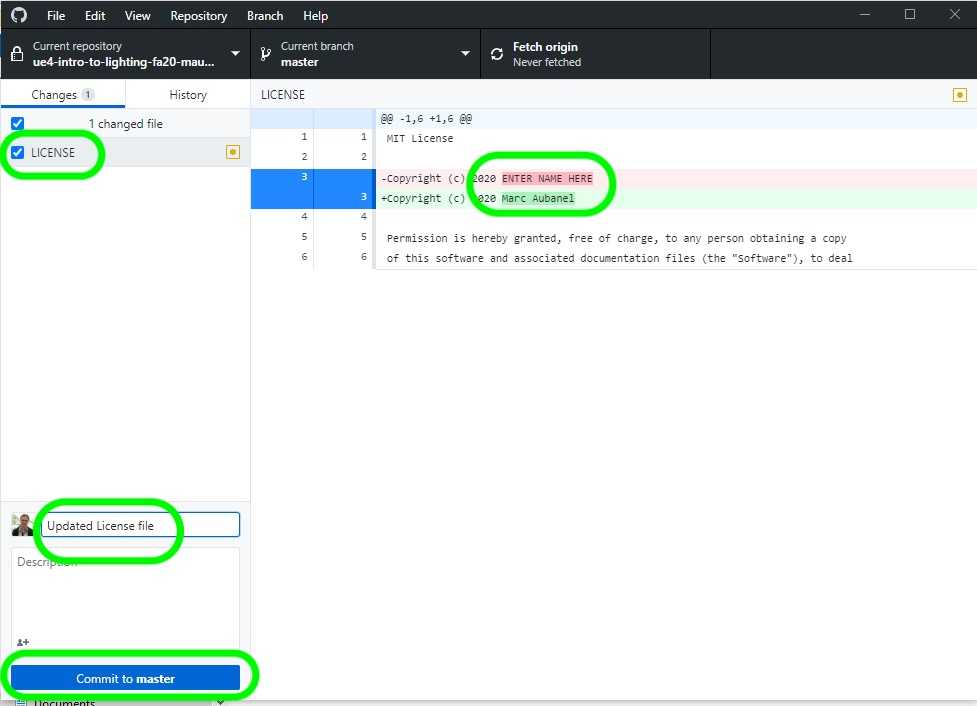 File Edit View Repository Branch Help
Current repository
ue4-intro-to-lighting-fa20-mau...
Current branch
master
Fetch origin
Never fetched
Changes 1
History
LICENSE
1 changed file
LICENSE
@@ -1,6 +1,6 @@
1 1 MIT License
2 2
3 -Copyright (c) 2020 ENTER NAME HERE
3 +Copyright (c) 2020 Marc Aubanel
4 4
5 5 Permission is hereby granted, free of charge, to any person obtaining a copy
6 6 of this software and associated documentation files (the "Software"), to deal
Updated License file
Description
Commit to master
Documents